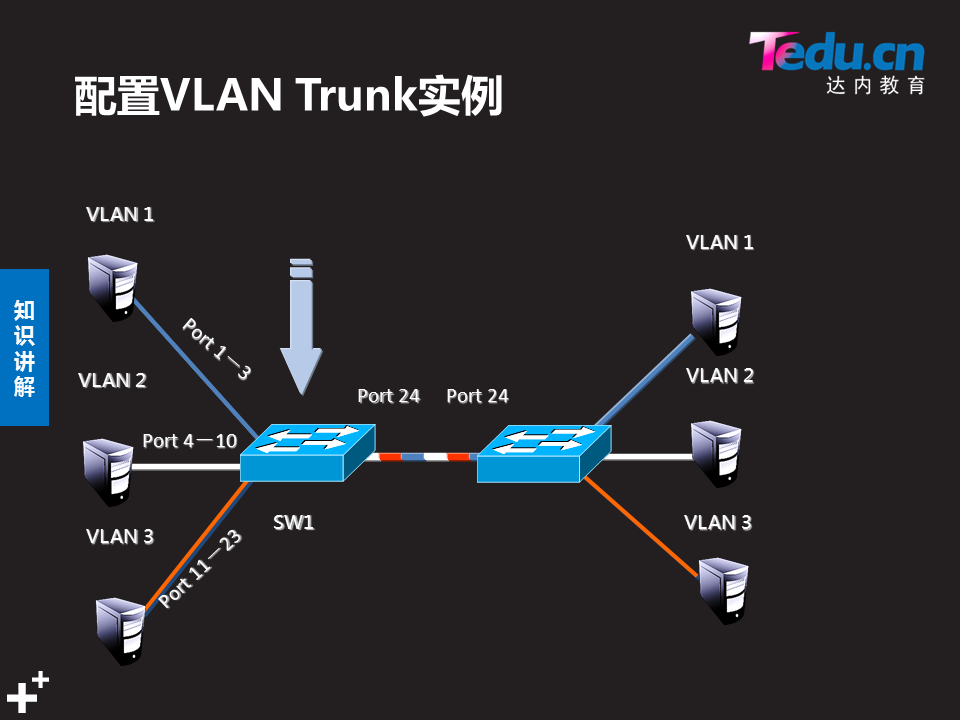 Tedu.cn
达内教育
配置VLAN Trunk实例
VLAN 1
VLAN 1
Port 1－3
知识讲解
VLAN 2
VLAN 2
Port 24
Port 24
Port 4－10
VLAN 3
SW1
VLAN 3
Port 11－23